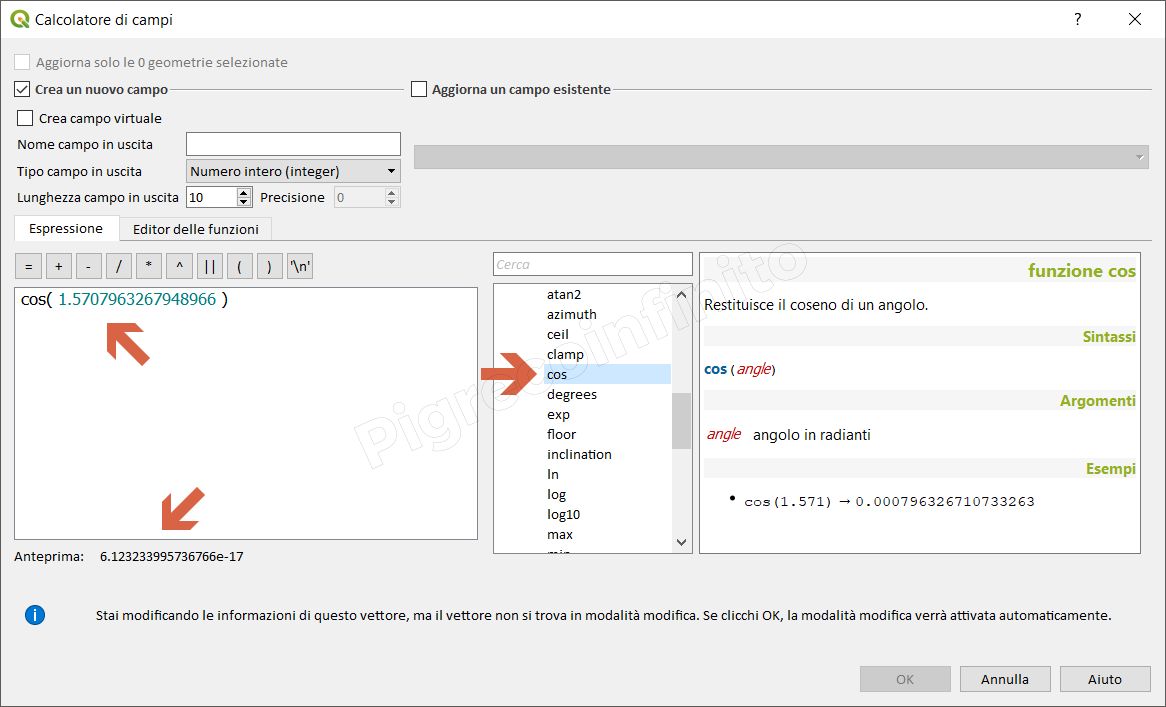 Calcolatore di campi
?
Aggiorna solo le 0 geometrie selezionate
Crea un nuovo campo
Aggiorna un campo esistente
Crea campo virtuale
Nome campo in uscita
Tipo campo in uscita Numero intero (integer)
Lunghezza campo in uscita 10 Precisione 0
Espressione Editor delle funzioni
= + - / * ^ || ( ) '\n'
cos( 1.5707963267948966 )
Anteprima: 6.123233995736766e-17
Cerca
atan2
azimuth
ceil
clamp
cos
degrees
exp
floor
inclination
ln
log
log10
max
min
funzione cos
Restituisce il coseno di un angolo.
Sintassi
cos (angle)
Argomenti
angle angolo in radianti
Esempi
• cos(1.571) → 0.000796326710733263
Pigrecoinfinito
Stai modificando le informazioni di questo vettore, ma il vettore non si trova in modalità modifica. Se clicchi OK, la modalità modifica verrà attivata automaticamente.
OK Annulla Aiuto